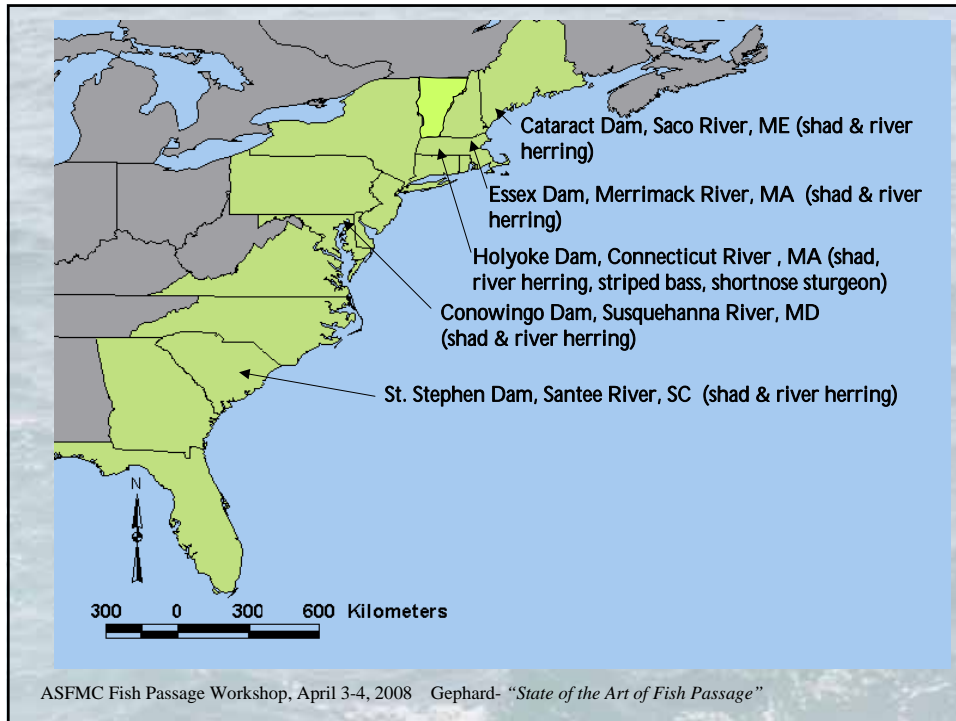 Cataract Dam, Saco River, ME (shad & river
herring)
Essex Dam, Merrimack River, MA (shad & river
herring)
Holyoke Dam, Connecticut River , MA (shad,
river herring, striped bass, shortnose sturgeon)
Conowingo Dam, Susquehanna River, MD
(shad & river herring)
St. Stephen Dam, Santee River, SC (shad & river herring)
N
300 0 300 600 Kilometers
ASFMC Fish Passage Workshop, April 3-4, 2008 Gephard- “State of the Art of Fish Passage”